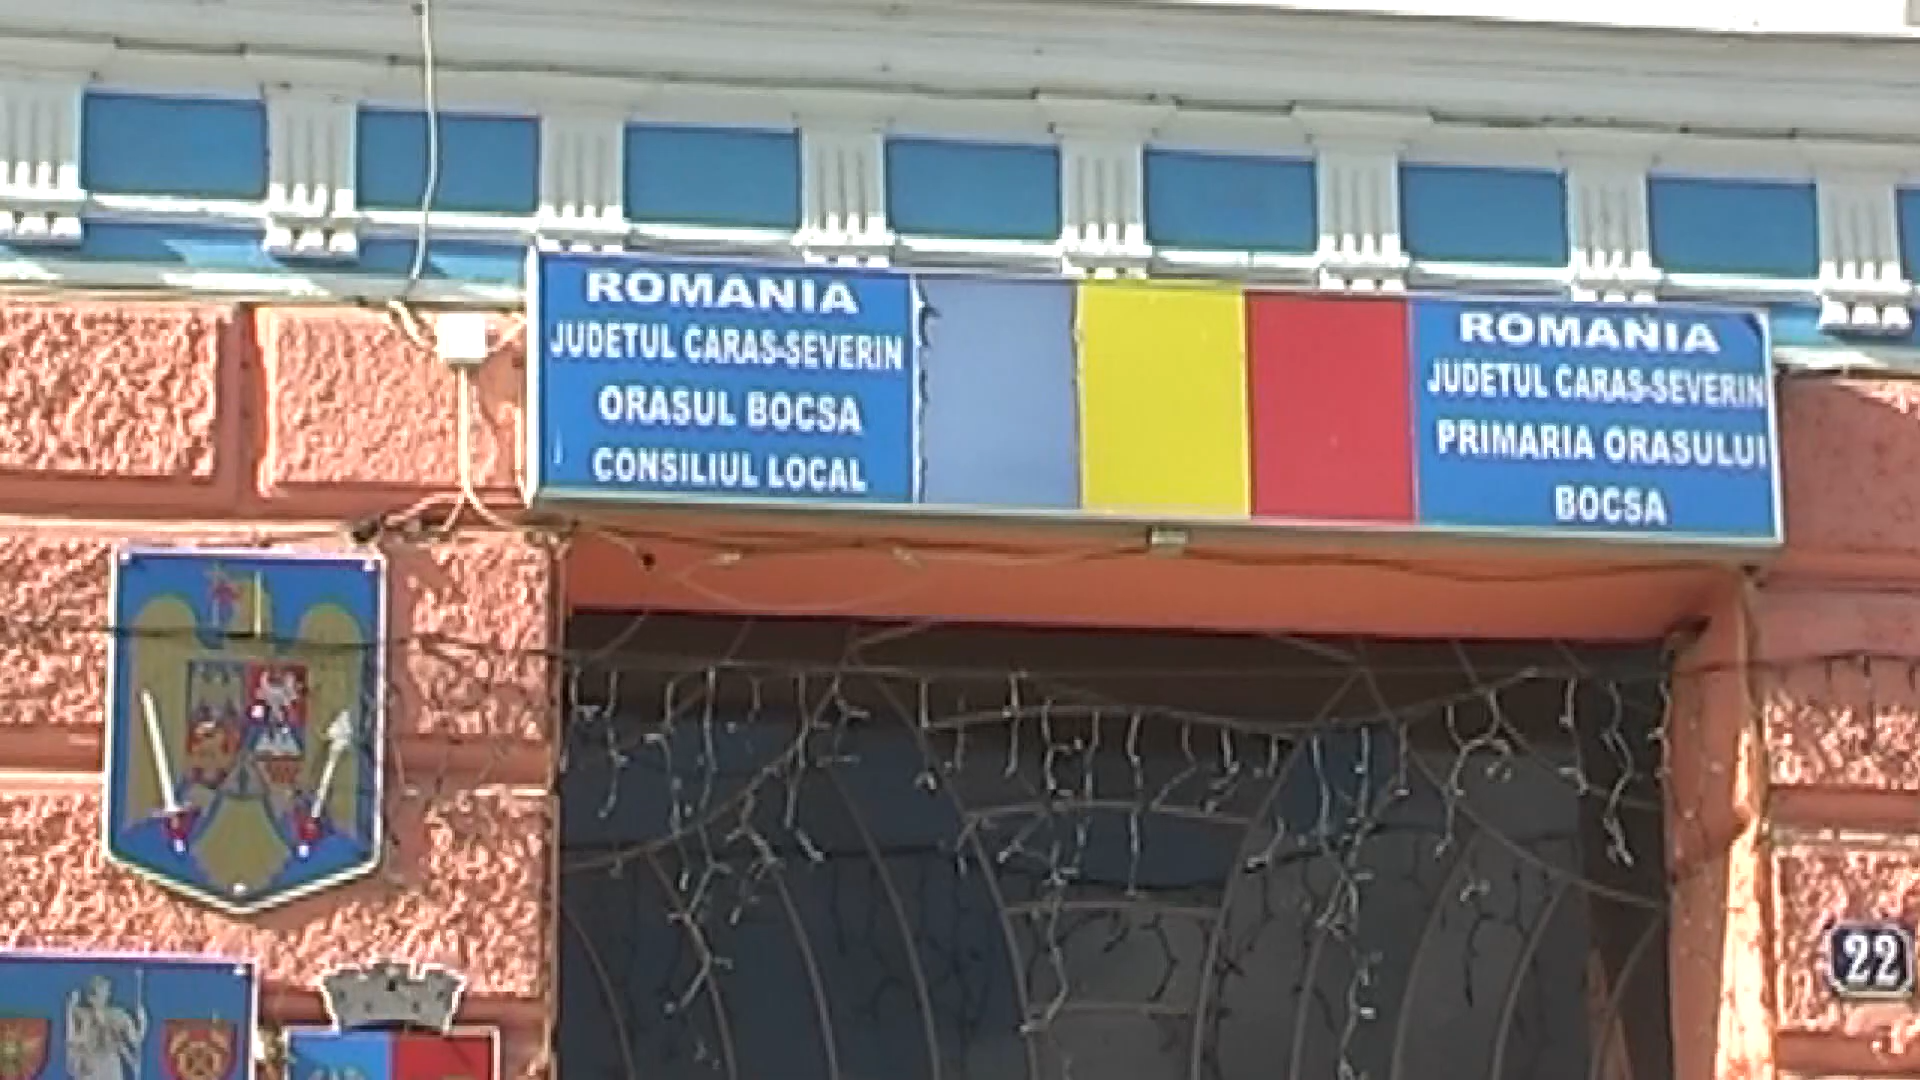 ROMANIA
JUDETUL CARAS-SEVERIN
ORASUL BOCSA
CONSILIUL LOCAL
ROMANIA
JUDETUL CARAS-SEVERIN
PRIMARIA ORASULUI
BOCSA
22